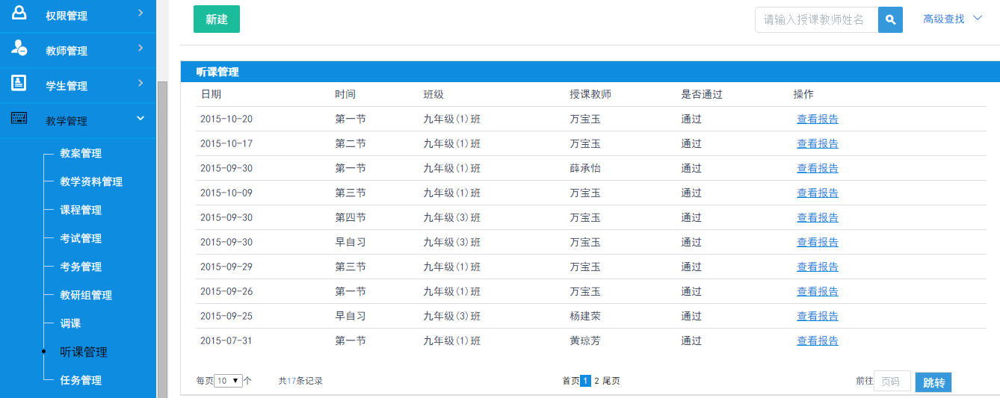 权限管理
教师管理
学生管理
教学管理
教案管理
教学资料管理
课程管理
考试管理
考务管理
教研组管理
调课
听课管理
任务管理
新建 请输入授课教师姓名 高级查找
听课管理
日期 时间 班级 授课教师 是否通过 操作
2015-10-20 第一节 九年级(1)班 万宝玉 通过 查看报告
2015-10-17 第二节 九年级(1)班 万宝玉 通过 查看报告
2015-09-30 第一节 九年级(1)班 薛承怡 通过 查看报告
2015-10-09 第三节 九年级(1)班 万宝玉 通过 查看报告
2015-09-30 第四节 九年级(3)班 万宝玉 通过 查看报告
2015-09-30 早自习 九年级(3)班 万宝玉 通过 查看报告
2015-09-29 第三节 九年级(1)班 万宝玉 通过 查看报告
2015-09-26 第一节 九年级(1)班 万宝玉 通过 查看报告
2015-09-25 早自习 九年级(3)班 杨建荣 通过 查看报告
2015-07-31 第一节 九年级(1)班 黄琼芳 通过 查看报告
每页 10 个 共17条记录 首页 1 2 尾页 前往 页码 跳转